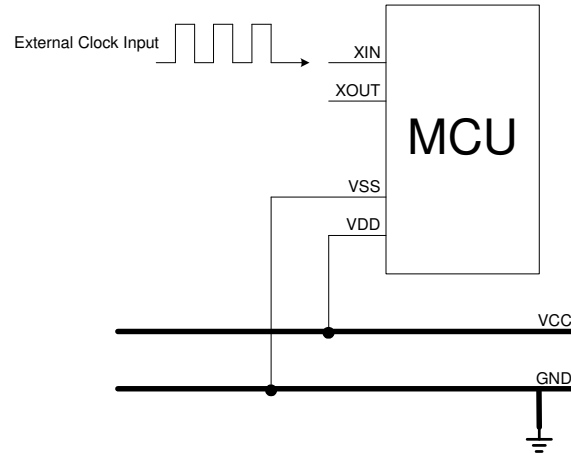 External Clock Input
XIN
XOUT
MCU
VSS
VDD
VCC
GND